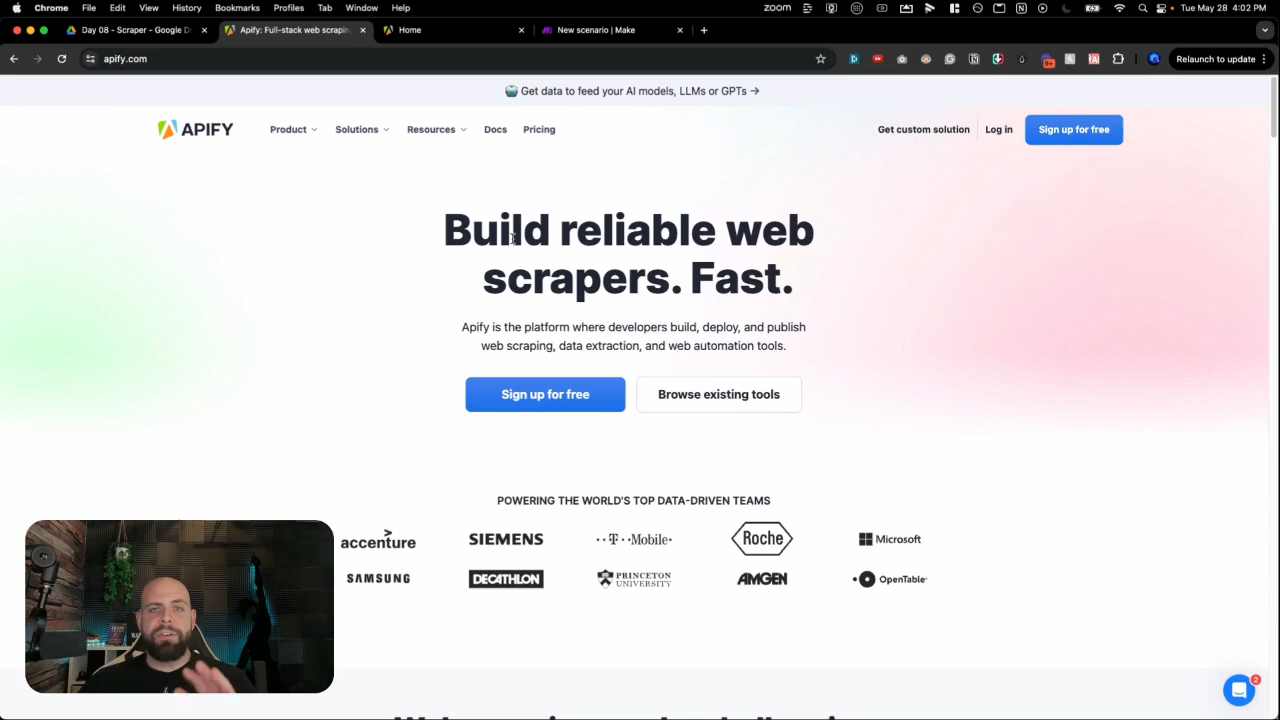 Chrome File Edit View History Bookmarks Profiles Tab Window Help
zoom
Tue May 28 4:02 PM
Day 08 - Scraper - Google D
Apify: Full-stack web scrapin
Home
New scenario | Make
apify.com
9+
Relaunch to update
Get data to feed your AI models, LLMs or GPTs →
APIFY
Product
Solutions
Resources
Docs
Pricing
Get custom solution
Log in
Sign up for free
Build reliable web
scrapers. Fast.
Apify is the platform where developers build, deploy, and publish
web scraping, data extraction, and web automation tools.
Sign up for free
Browse existing tools
POWERING THE WORLD'S TOP DATA-DRIVEN TEAMS
accenture
SIEMENS
T Mobile
Roche
Microsoft
SAMSUNG
DECATHLON
PRINCETON
UNIVERSITY
AMGEN
OpenTable
2